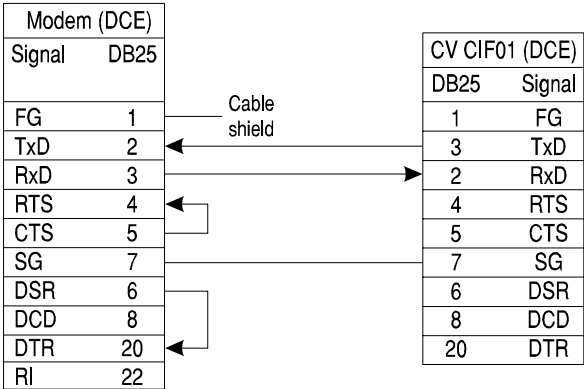 Modem (DCE)
Signal DB25
FG 1
TxD 2
RxD 3
RTS 4
CTS 5
SG 7
DSR 6
DCD 8
DTR 20
RI 22
Cable
shield
CV CIF01 (DCE)
DB25 Signal
1 FG
3 TxD
2 RxD
4 RTS
5 CTS
7 SG
6 DSR
8 DCD
20 DTR